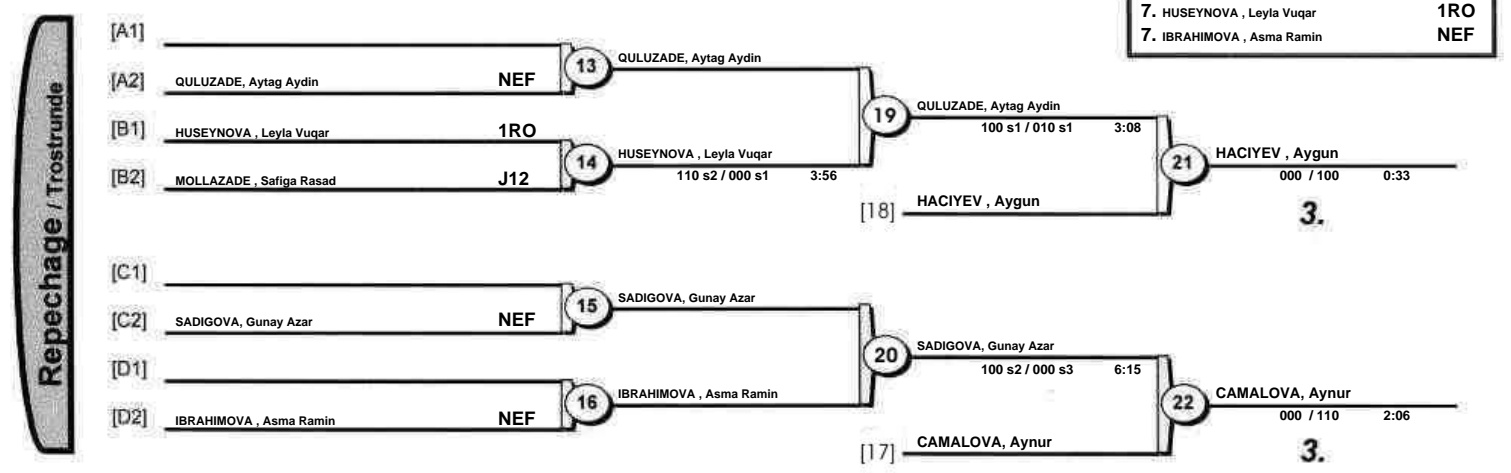 7. HUSEYNOVA , Leyla Vuqar 1RO
7. IBRAHIMOVA , Asma Ramin NEF
Repechage / Trostrunde
[A1]
[A2] QULUZADE, Aytag Aydin NEF
13 QULUZADE, Aytag Aydin
[B1] HUSEYNOVA , Leyla Vuqar 1RO
[B2] MOLLAZADE , Safiga Rasad J12
14 HUSEYNOVA , Leyla Vuqar
110 s2 / 000 s1 3:56
19 QULUZADE, Aytag Aydin
100 s1 / 010 s1 3:08
[18] HACIYEV , Aygun
21 HACIYEV , Aygun
000 / 100 0:33
3.
[C1]
[C2] SADIGOVA, Gunay Azar NEF
15 SADIGOVA, Gunay Azar
[D1]
[D2] IBRAHIMOVA , Asma Ramin NEF
16 IBRAHIMOVA , Asma Ramin
20 SADIGOVA, Gunay Azar
100 s2 / 000 s3 6:15
[17] CAMALOVA, Aynur
22 CAMALOVA, Aynur
000 / 110 2:06
3.